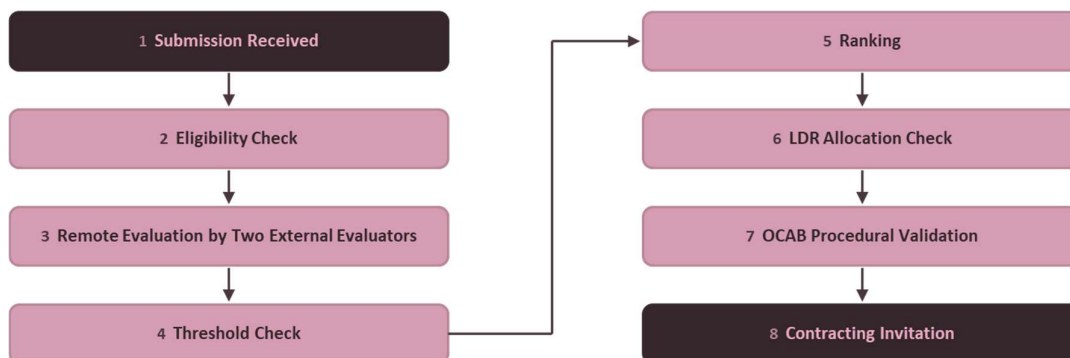 1 Submission Received
2 Eligibility Check
3 Remote Evaluation by Two External Evaluators
4 Threshold Check
5 Ranking
6 LDR Allocation Check
7 OCAB Procedural Validation
8 Contracting Invitation